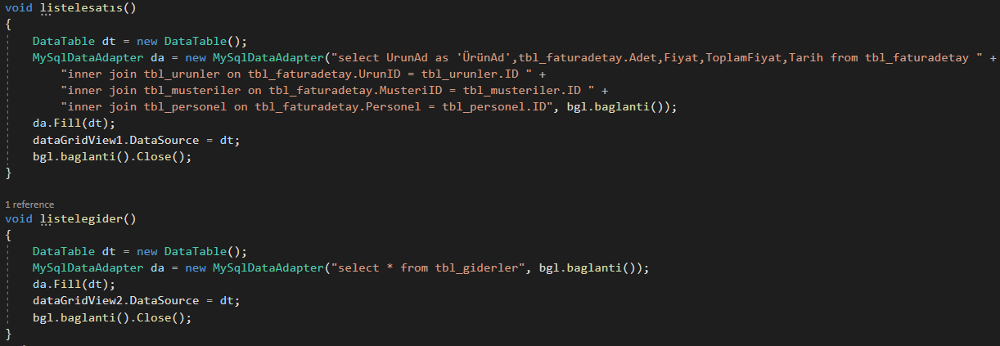 void listelesatıs()
{
DataTable dt = new DataTable();
MySqlDataAdapter da = new MySqlDataAdapter("select UrunAd as 'ÜrünAd',tbl_faturadetay.Adet,Fiyat,ToplamFiyat,Tarih from tbl_faturadetay " +
"inner join tbl_urunler on tbl_faturadetay.UrunID = tbl_urunler.ID " +
"inner join tbl_musteriler on tbl_faturadetay.MusteriID = tbl_musteriler.ID " +
"inner join tbl_personel on tbl_faturadetay.Personel = tbl_personel.ID", bgl.baglanti());
da.Fill(dt);
dataGridView1.DataSource = dt;
bgl.baglanti().Close();
}
1 reference
void listelegider()
{
DataTable dt = new DataTable();
MySqlDataAdapter da = new MySqlDataAdapter("select * from tbl_giderler", bgl.baglanti());
da.Fill(dt);
dataGridView2.DataSource = dt;
bgl.baglanti().Close();
}